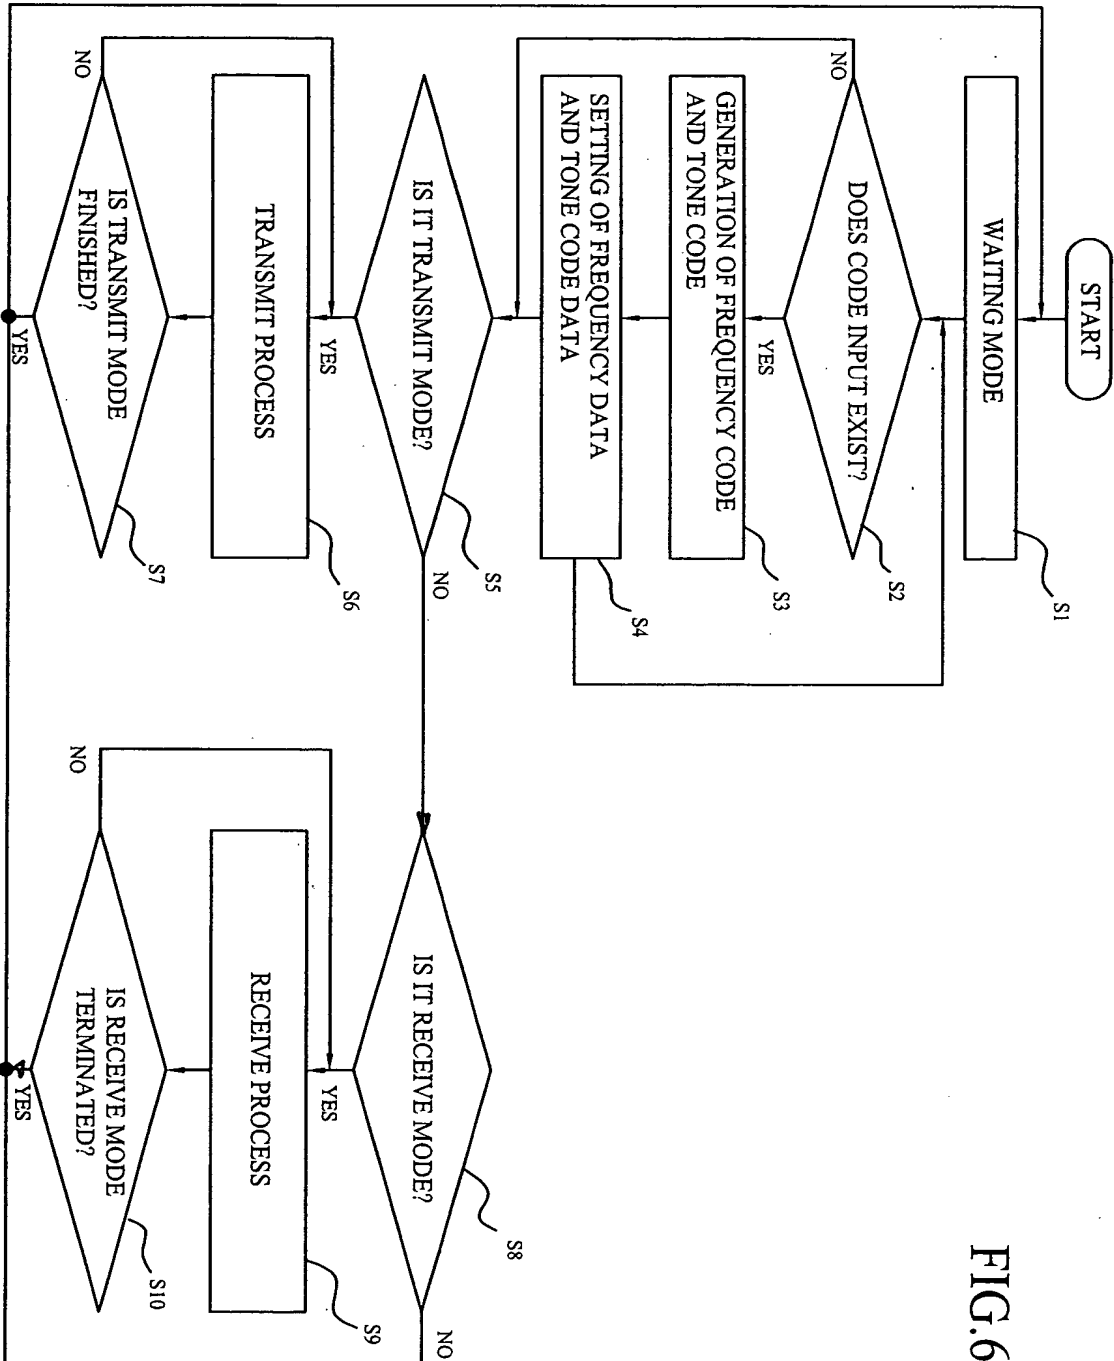 FIG.6
START
WAITING MODE
S1
DOES CODE INPUT EXIST?
S2
NO
YES
GENERATION OF FREQUENCY CODE
AND TONE CODE
S3
SETTING OF FREQUENCY DATA
AND TONE CODE DATA
S4
IS IT TRANSMIT MODE?
S5
NO
YES
TRANSMIT PROCESS
S6
IS TRANSMIT MODE
FINISHED?
S7
NO
YES
IS IT RECEIVE MODE?
S8
NO
YES
RECEIVE PROCESS
S9
IS RECEIVE MODE
TERMINATED?
S10
NO
YES